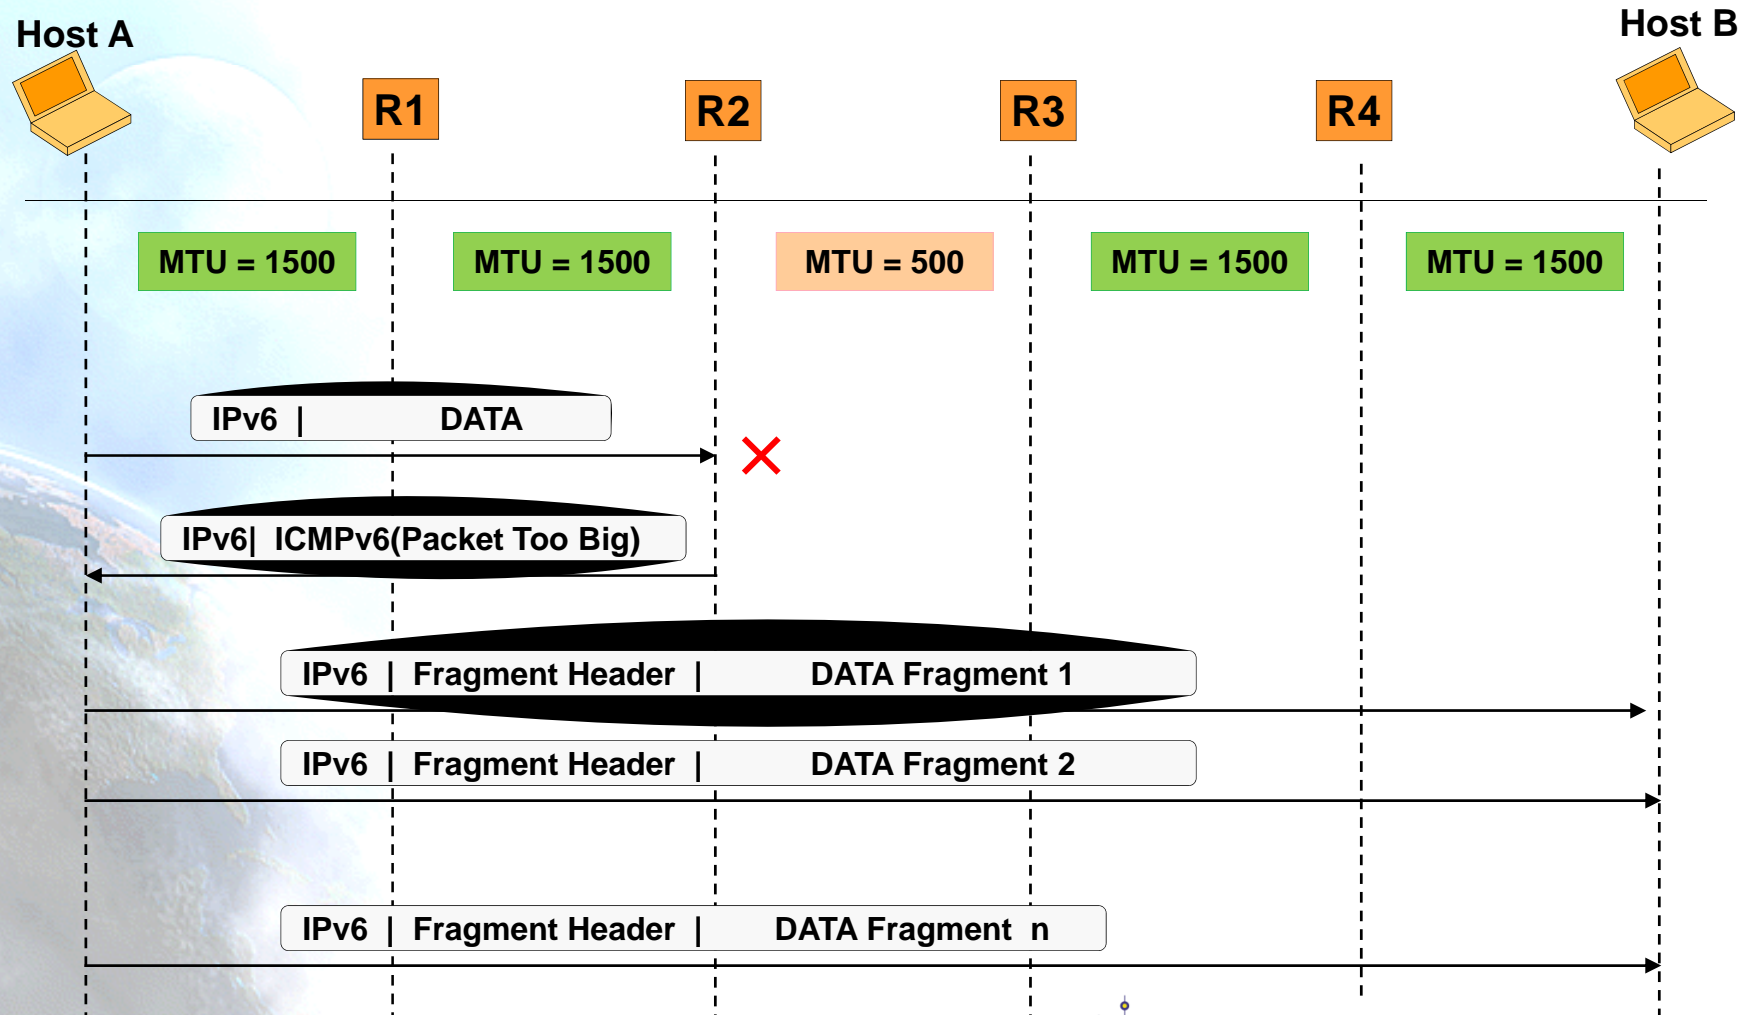 Host A
Host B
R1
R2
R3
R4
MTU = 1500
MTU = 1500
MTU = 500
MTU = 1500
MTU = 1500
IPv6 | DATA
IPv6| ICMPv6(Packet Too Big)
IPv6 | Fragment Header | DATA Fragment 1
IPv6 | Fragment Header | DATA Fragment 2
IPv6 | Fragment Header | DATA Fragment n